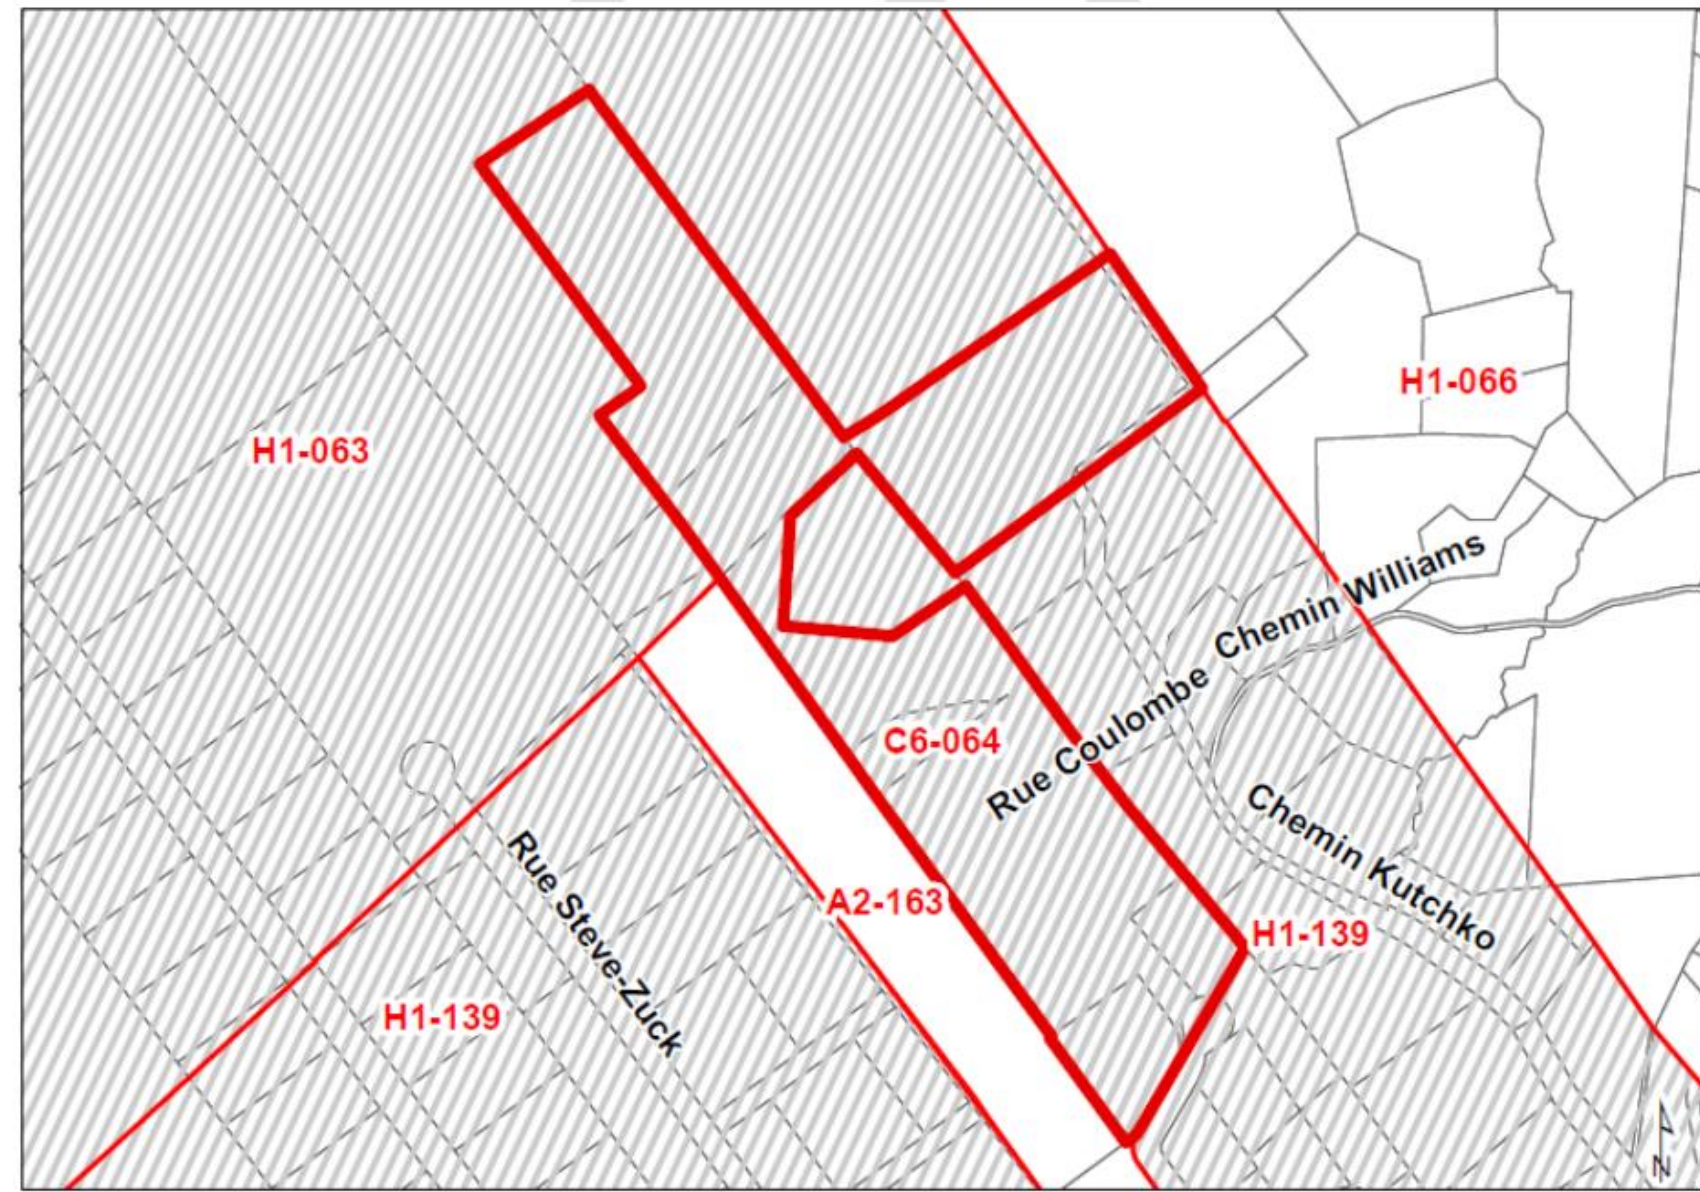 H1-066
H1-063
Chemin Williams
Rue Coulombe
C6-064
Chemin Kutchko
Rue Steve-Zuck
A2-163
H1-139
H1-139
N